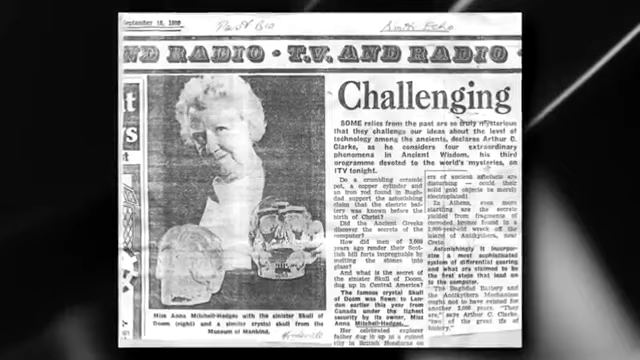 September 16, 1980
AND RADIO • T.V. AND RADIO •
Challenging
SOME relies from the past are so truly mysterious
that they challenge our ideas about the level of
technology among the ancients, declares Arthur C.
Clarke, as he considers four extraordinary
phenomena in Ancient Wisdom, his third
programme devoted to the world's mysteries, on
ITV tonight.
Do a crumbling ceramic
pot, a copper cylinder and
an iron rod found in Bagh-
dad support the astonishing
claim that the electric bat-
tery was known before the
birth of Christ?
Did the Ancient Greeks
discover the secrets of the
computer?
How did men of 3,000
years ago render their Scot-
tish hill forts impregnable by
melting the stones into
glass?
And what is the secret of
the sinister Skull of Doom,
dug up in Central America?
The famous crystal Skull
of Doom was flown to Lon-
don earlier this year from
Canada under the highest
security by its owner, Miss
Anna Mitchell-Hedges.
Her celebrated explorer
father dug it up in a ruined
city in British Honduras on
ers of ancient artefacts are
disturbing — could their
solid gold objects be merely
electroplated?
In Athens, even more
startling are the secrets
yielded from fragments of
corroded bronze found in a
2,000-year-old wreck off the
island of Antikythera, near
Crete.
Astonishingly it incorpor-
ates a most sophisticated
system of differential gearing
and what are claimed to be
the first steps that lead on
to the computer.
The Baghdad Battery and
the Antikythera Mechanism
ought not to have existed for
another 2,000 years. "They
are," says Arthur C. Clarke,
"two of the great ifs of
history."
Miss Anna Mitchell-Hedges with the sinister Skull of
Doom (right) and a similar crystal skull from the
Museum of Mankind.